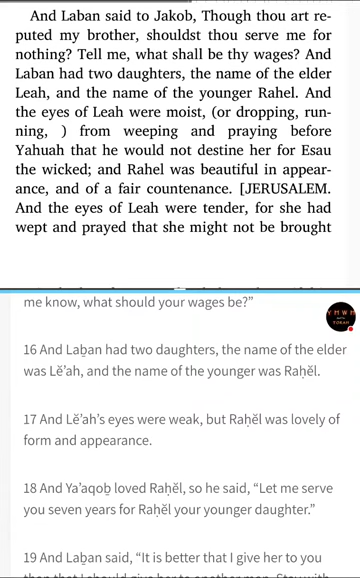 And Laban said to Jakob, Though thou art re-
puted my brother, shouldst thou serve me for
nothing? Tell me, what shall be thy wages? And
Laban had two daughters, the name of the elder
Leah, and the name of the younger Rahel. And
the eyes of Leah were moist, (or dropping, run-
ning, ) from weeping and praying before
Yahuah that he would not destine her for Esau
the wicked; and Rahel was beautiful in appear-
ance, and of a fair countenance. [JERUSALEM.
And the eyes of Leah were tender, for she had
wept and prayed that she might not be brought
me know, what should your wages be?”
Y M W M
TORAH
16 And Laḇan had two daughters, the name of the elder
was Lĕ’ah, and the name of the younger was Raḥĕl.
17 And Lĕ’ah’s eyes were weak, but Raḥĕl was lovely of
form and appearance.
18 And Ya‛aqoḇ loved Raḥĕl, so he said, “Let me serve
you seven years for Raḥĕl your younger daughter.”
19 And Laḇan said, “It is better that I give her to you